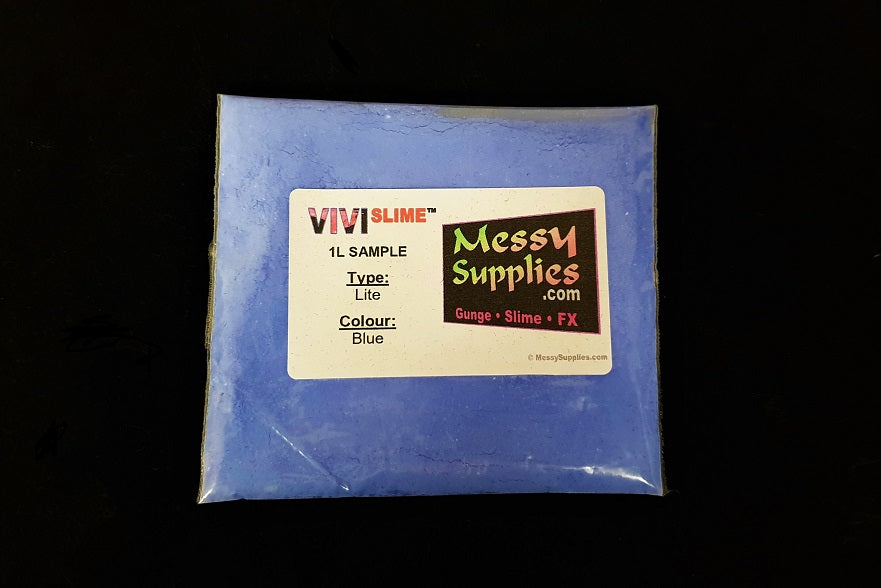 VIVI SLIME™
1L SAMPLE
Type:
Lite
Colour:
Blue
Messy
Supplies
.com
Gunge • Slime • FX
© MessySupplies.com